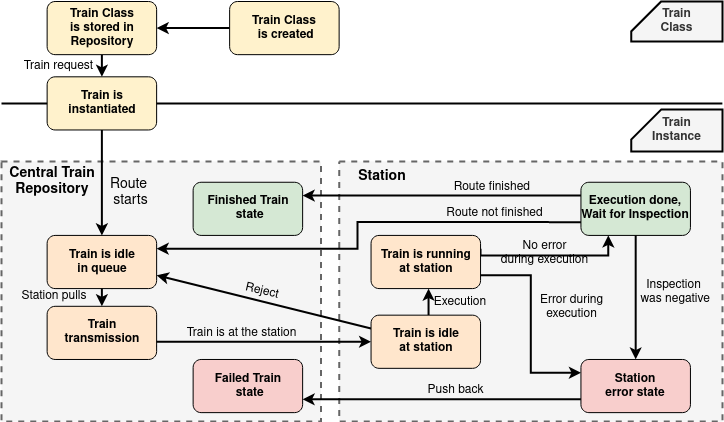 Train Class
is stored in
Repository
Train Class
is created
Train
Class
Train request
Train is
instantiated
Train
Instance
Central Train
Repository
Route
starts
Station
Finished Train
state
Route finished
Execution done,
Wait for Inspection
Route not finished
Train is idle
in queue
Train is running
at station
No error
during execution
Station pulls
Reject
Execution
Error during
execution
Inspection
was negative
Train
transmission
Train is at the station
Train is idle
at station
Failed Train
state
Push back
Station
error state